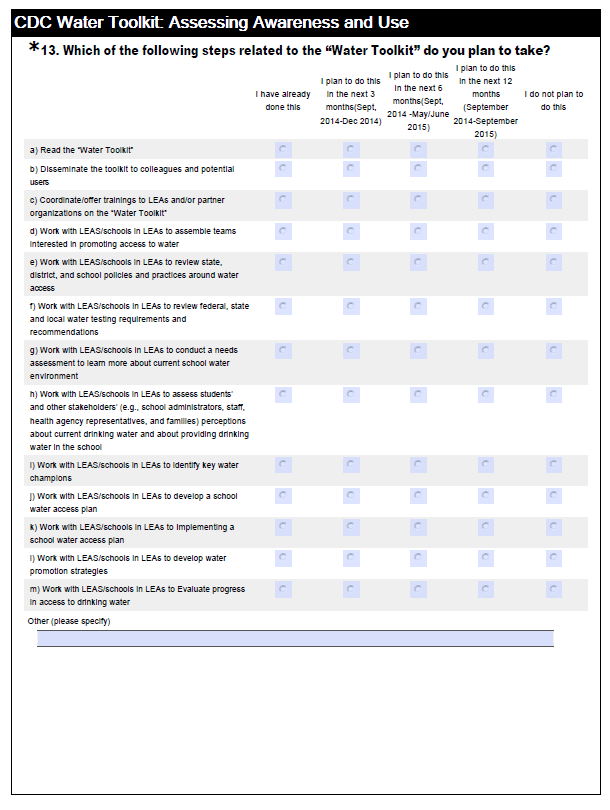 CDC Water Toolkit: Assessing Awareness and Use
*13. Which of the following steps related to the “Water Toolkit” do you plan to take?
I have already
done this
I plan to do this
in the next 3
months(Sept,
2014-Dec 2014)
I plan to do this
in the next 6
months(Sept,
2014 -May/June
2015)
I plan to do this
in the next 12
months
(September
2014-September
2015)
I do not plan to
do this
a) Read the “Water Toolkit”
b) Disseminate the toolkit to colleagues and potential
users
c) Coordinate/offer trainings to LEAs and/or partner
organizations on the “Water Toolkit”
d) Work with LEAS/schools in LEAs to assemble teams
interested in promoting access to water
e) Work with LEAS/schools in LEAs to review state,
district, and school policies and practices around water
access
f) Work with LEAS/schools in LEAs to review federal, state
and local water testing requirements and
recommendations
g) Work with LEAS/schools in LEAs to conduct a needs
assessment to learn more about current school water
environment
h) Work with LEAS/schools in LEAs to assess students’
and other stakeholders’ (e.g., school administrators, staff,
health agency representatives, and families) perceptions
about current drinking water and about providing drinking
water in the school
i) Work with LEAS/schools in LEAs to identify key water
champions
j) Work with LEAS/schools in LEAs to develop a school
water access plan
k) Work with LEAS/schools in LEAs to implementing a
school water access plan
l) Work with LEAS/schools in LEAs to develop water
promotion strategies
m) Work with LEAS/schools in LEAs to Evaluate progress
in access to drinking water
Other (please specify)